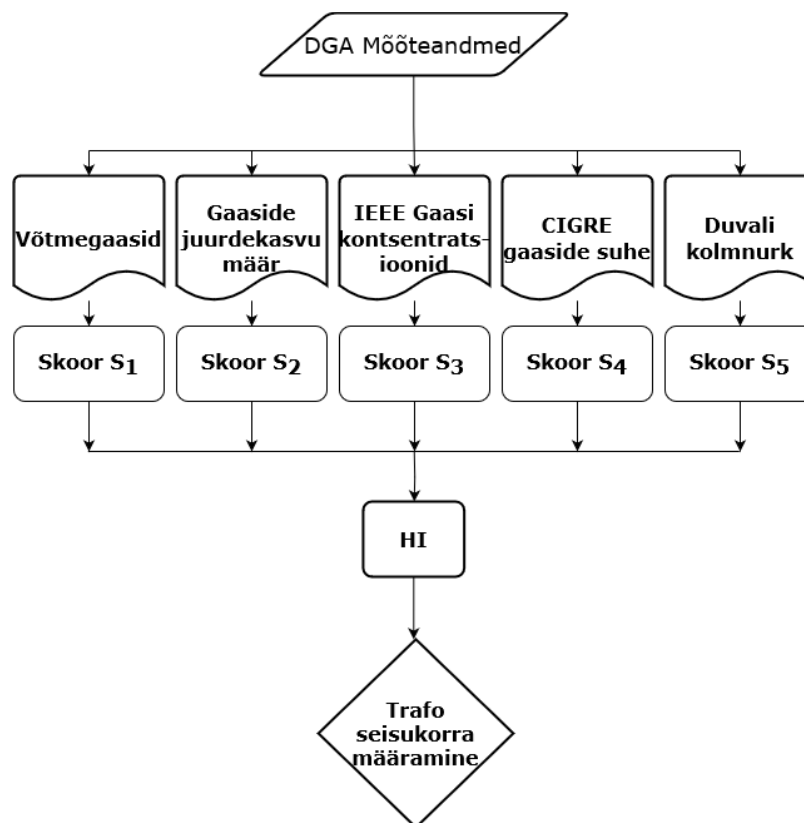 DGA Mõõteandmed
Võtmegaasid
Gaaside
juurdekasvu
määr
IEEE Gaasi
kontsentrats-
ioonid
CIGRE
gaaside suhe
Duvali
kolmnurk
Skoor S1
Skoor S2
Skoor S3
Skoor S4
Skoor S5
HI
Trafo
seisukorra
määramine